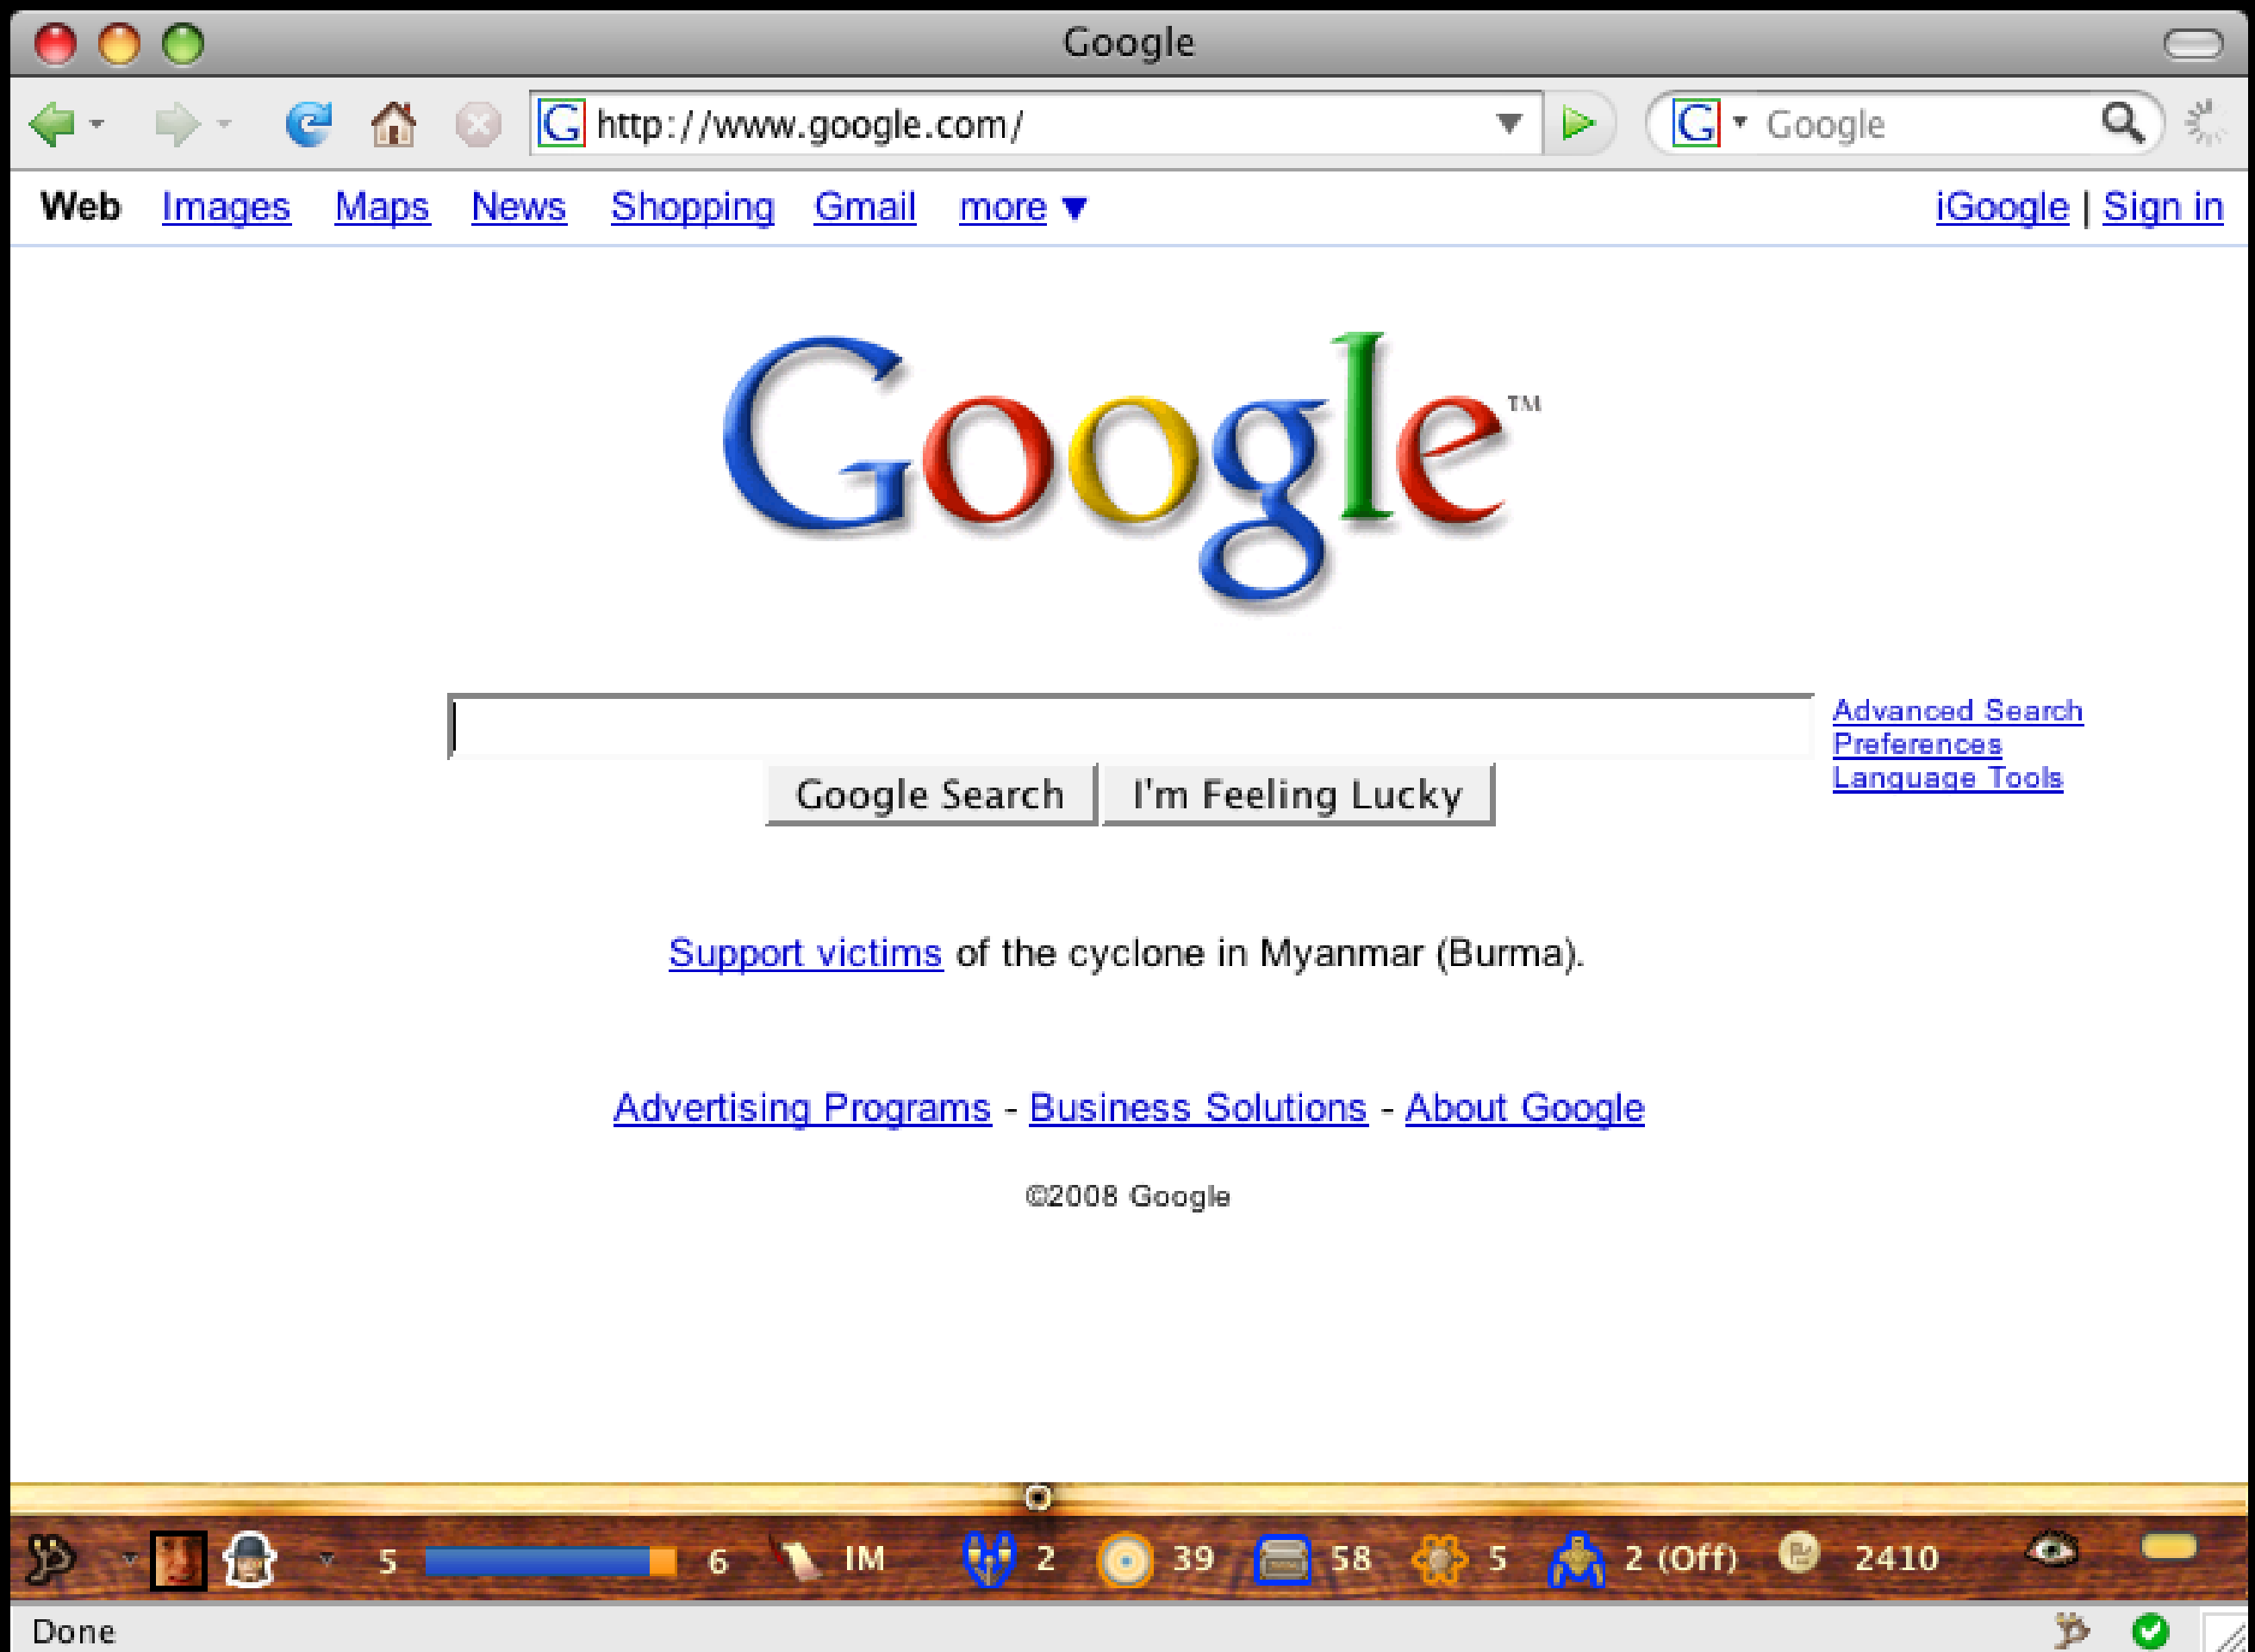 Google
http://www.google.com/ Google
Web Images Maps News Shopping Gmail more ▼ iGoogle | Sign in
Google™
Advanced Search
Preferences
Language Tools
Google Search I'm Feeling Lucky
Support victims of the cyclone in Myanmar (Burma).
Advertising Programs - Business Solutions - About Google
©2008 Google
5 6 IM 2 39 58 5 2 (Off) 2410
Done